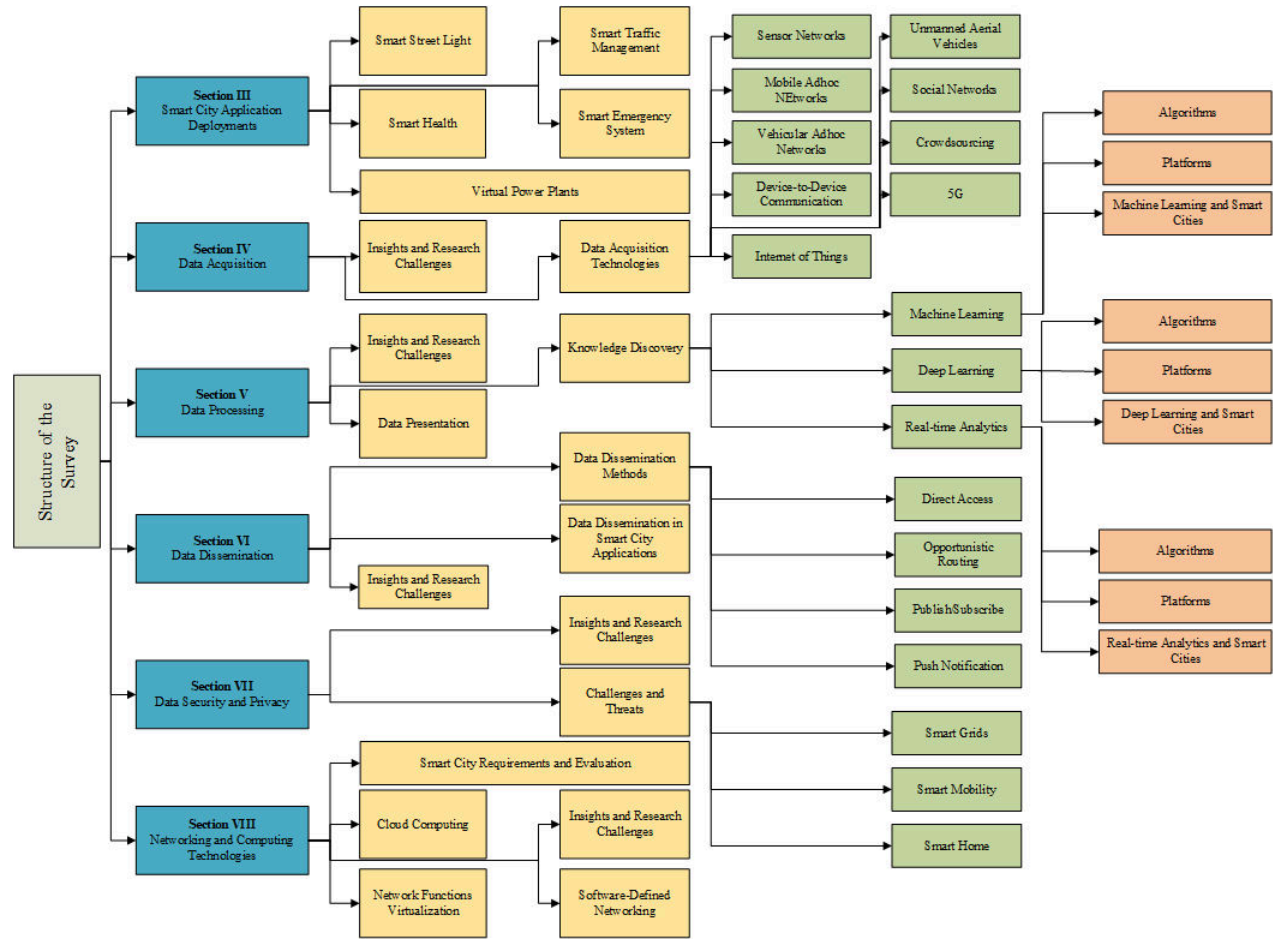 Structure of the
Survey
Section III
Smart City Application
Deployments
Smart Street Light
Smart Traffic
Management
Smart Health
Smart Emergency
System
Virtual Power Plants
Section IV
Data Acquisition
Insights and Research
Challenges
Data Acquisition
Technologies
Sensor Networks
Unmanned Aerial
Vehicles
Mobile Adhoc
NEtworks
Social Networks
Vehicular Adhoc
Networks
Crowdsourcing
Device-to-Device
Communication
5G
Internet of Things
Section V
Data Processing
Insights and Research
Challenges
Knowledge Discovery
Data Presentation
Machine Learning
Algorithms
Platforms
Machine Learning and Smart
Cities
Deep Learning
Algorithms
Platforms
Deep Learning and Smart
Cities
Real-time Analytics
Algorithms
Platforms
Real-time Analytics and Smart
Cities
Section VI
Data Dissemination
Data Dissemination
Methods
Data Dissemination in
Smart City
Applications
Insights and Research
Challenges
Direct Access
Opportunistic
Routing
Publish/Subscribe
Push Notification
Section VII
Data Security and Privacy
Insights and Research
Challenges
Challenges and
Threats
Smart Grids
Smart Mobility
Smart Home
Section VIII
Networking and Computing
Technologies
Smart City Requirements and Evaluation
Cloud Computing
Insights and Research
Challenges
Network Functions
Virtualization
Software-Defined
Networking